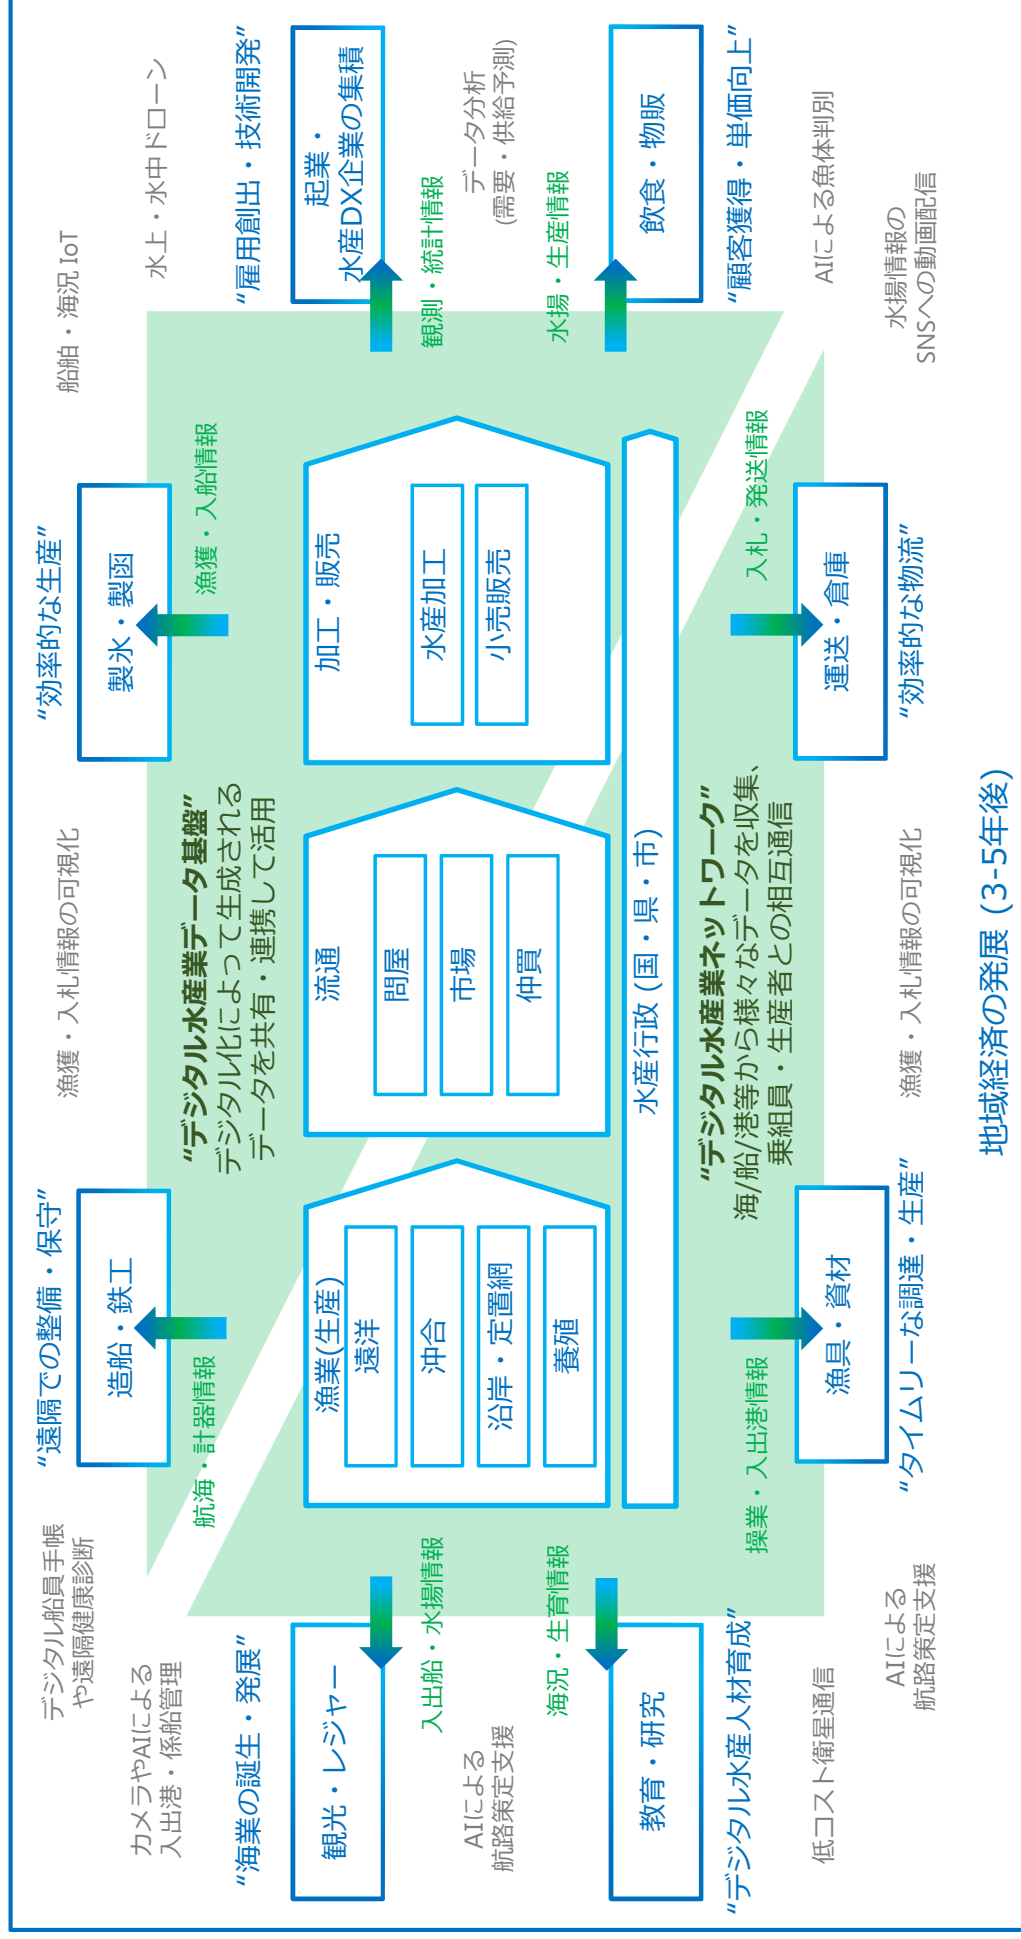 デジタル船員手帳
や遠隔健康診断
漁獲・入札情報の可視化
船舶・海況 IoT
“遠隔での整備・保守”
“効率的な生産”
カメラやAIによる
入出港・係船管理
造船・鉄工
製氷・製函
水上・水中ドローン
航海・計器情報
漁獲・入船情報
“デジタル水産業データ基盤”
デジタル化によって生成される
データを共有・連携して活用
“海業の誕生・発展”
観光・レジャー
入出船・水揚情報
“雇用創出・技術開発”
起業・
水産DX企業の集積
観測・統計情報
漁業(生産)
遠洋
沖合
沿岸・定置網
養殖
流通
問屋
市場
仲買
加工・販売
水産加工
小売販売
AIによる
航路策定支援
データ分析
(需要・供給予測)
海況・生育情報
教育・研究
“デジタル水産人材育成”
水揚・生産情報
飲食・物販
“顧客獲得・単価向上”
水産行政 (国・県・市)
“デジタル水産業ネットワーク”
海/船/港等から様々なデータを収集、
乗組員・生産者との相互通信
操業・入出港情報
入札・発送情報
低コスト衛星通信
漁具・資材
運送・倉庫
AIによる魚体判別
“タイムリーな調達・生産”
“効率的な物流”
AIによる
航路策定支援
漁獲・入札情報の可視化
水揚情報の
SNSへの動画配信
地域経済の発展 (3-5年後)